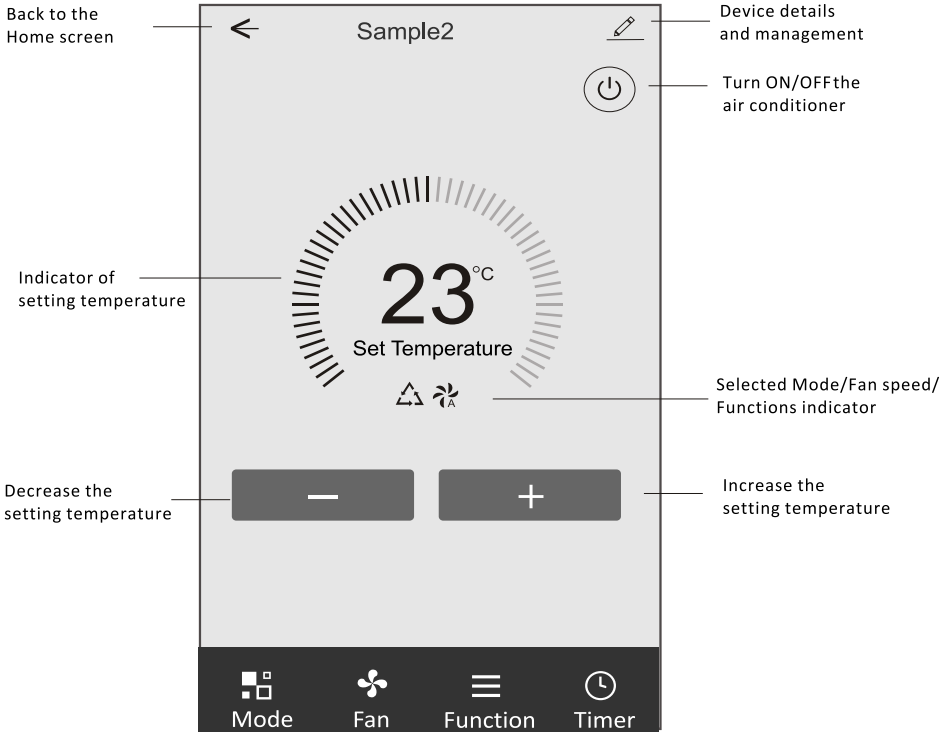 Back to the
Home screen
Sample2
Device details
and management
Turn ON/OFF the
air conditioner
Indicator of
setting temperature
23°C
Set Temperature
A
Selected Mode/Fan speed/
Functions indicator
Decrease the
setting temperature
Increase the
setting temperature
Mode
Fan
Function
Timer